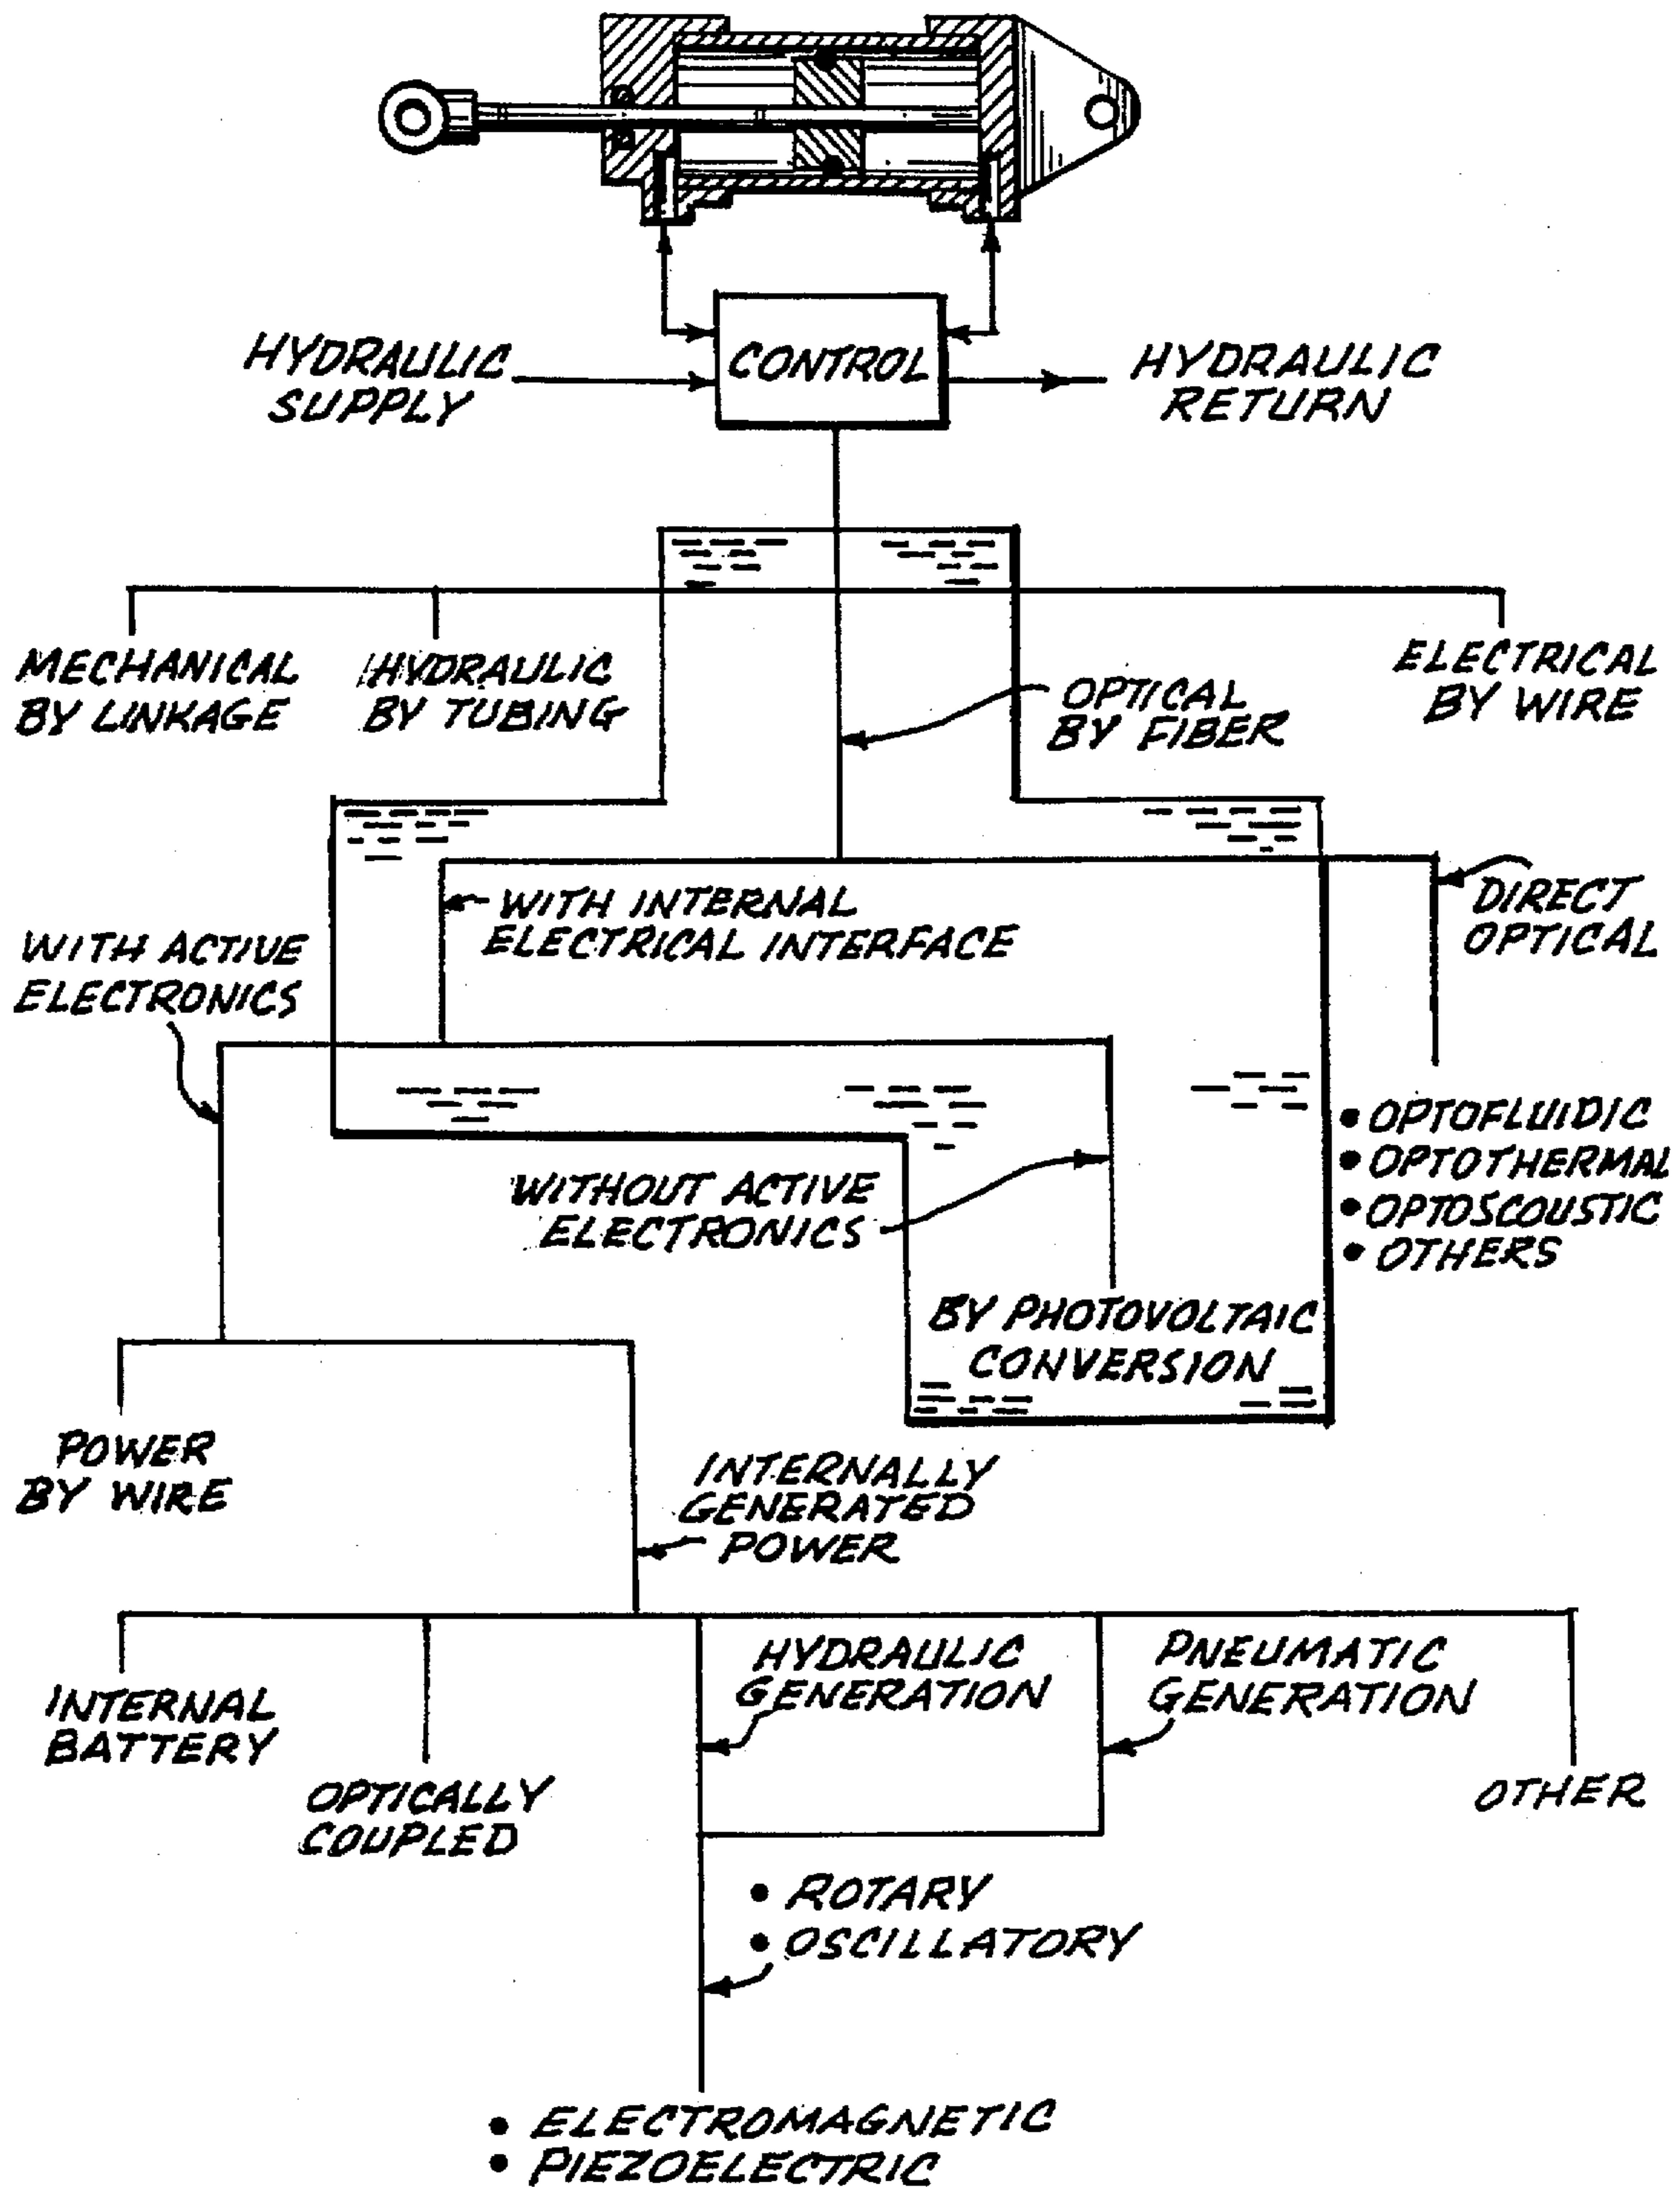 HYDRAULIC
SUPPLY
CONTROL
HYDRAULIC
RETURN
MECHANICAL
BY LINKAGE
HYDRAULIC
BY TUBING
OPTICAL
BY FIBER
ELECTRICAL
BY WIRE
WITH INTERNAL
ELECTRICAL INTERFACE
DIRECT
OPTICAL
WITH ACTIVE
ELECTRONICS
• OPTOFLUIDIC
• OPTOTHERMAL
• OPTOSCOUSTIC
• OTHERS
WITHOUT ACTIVE
ELECTRONICS
BY PHOTOVOLTAIC
CONVERSION
POWER
BY WIRE
INTERNALLY
GENERATED
POWER
INTERNAL
BATTERY
OPTICALLY
COUPLED
HYDRAULIC
GENERATION
PNEUMATIC
GENERATION
OTHER
• ROTARY
• OSCILLATORY
• ELECTROMAGNETIC
• PIEZOELECTRIC